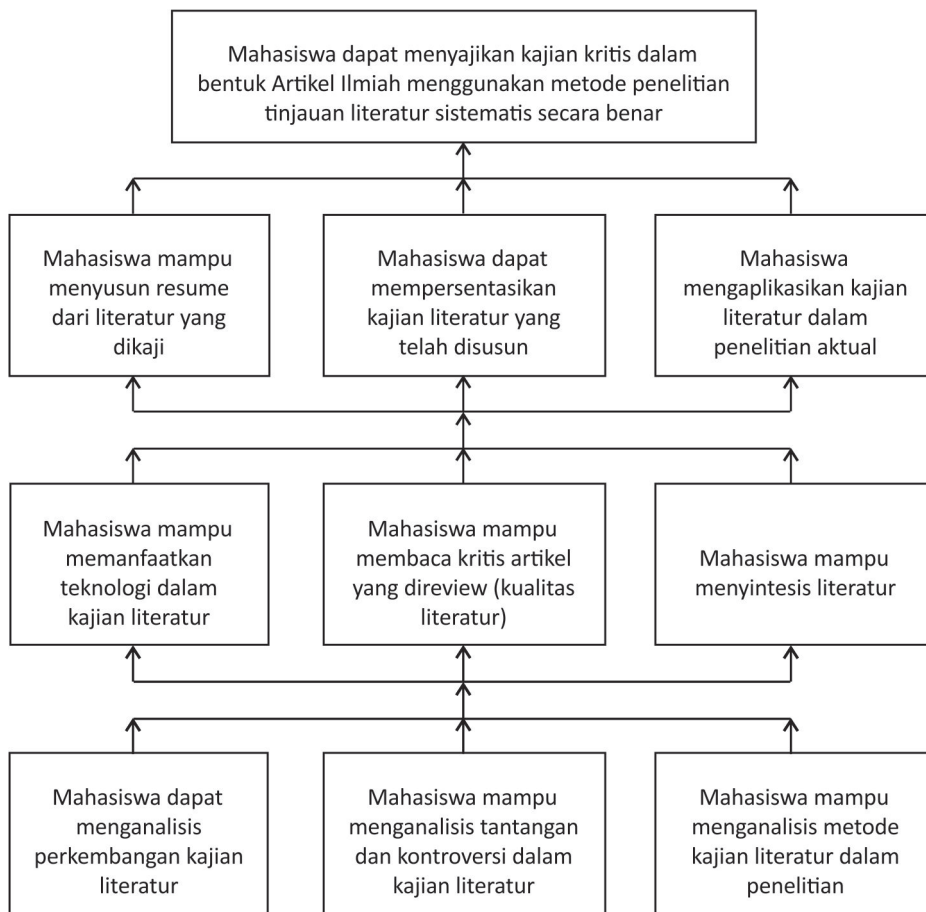 Mahasiswa dapat menyajikan kajian kritis dalam
bentuk Artikel Ilmiah menggunakan metode penelitian
tinjauan literatur sistematis secara benar
Mahasiswa mampu
menyusun resume
dari literatur yang
dikaji
Mahasiswa dapat
mempersentasikan
kajian literatur yang
telah disusun
Mahasiswa
mengaplikasikan kajian
literatur dalam
penelitian aktual
Mahasiswa mampu
memanfaatkan
teknologi dalam
kajian literatur
Mahasiswa mampu
membaca kritis artikel
yang direview (kualitas
literatur)
Mahasiswa mampu
menyintesis literatur
Mahasiswa dapat
menganalisis
perkembangan kajian
literatur
Mahasiswa mampu
menganalisis tantangan
dan kontroversi dalam
kajian literatur
Mahasiswa mampu
menganalisis metode
kajian literatur dalam
penelitian